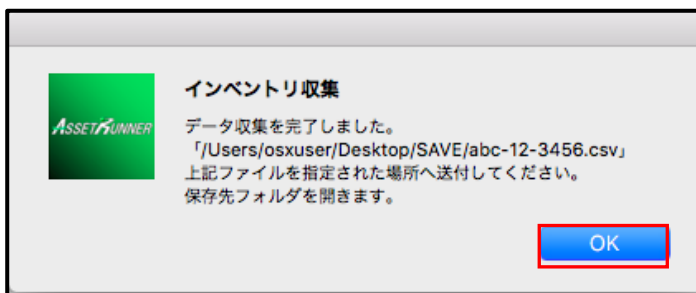 インベントリ収集
ASSETRUNNER
データ収集を完了しました。
「/Users/osxuser/Desktop/SAVE/abc-12-3456.csv」
上記ファイルを指定された場所へ送付してください。
保存先フォルダを開きます。
OK